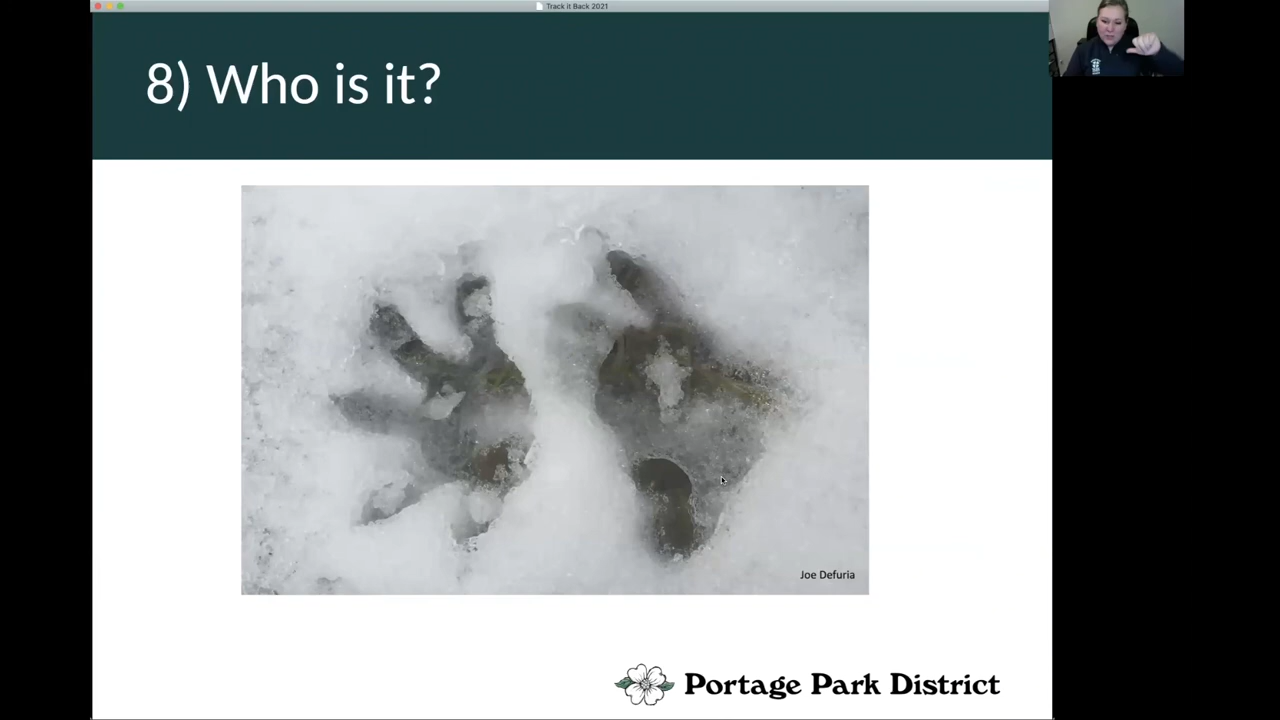 Track it Back 2021
8) Who is it?
Joe Defuria
Portage Park District